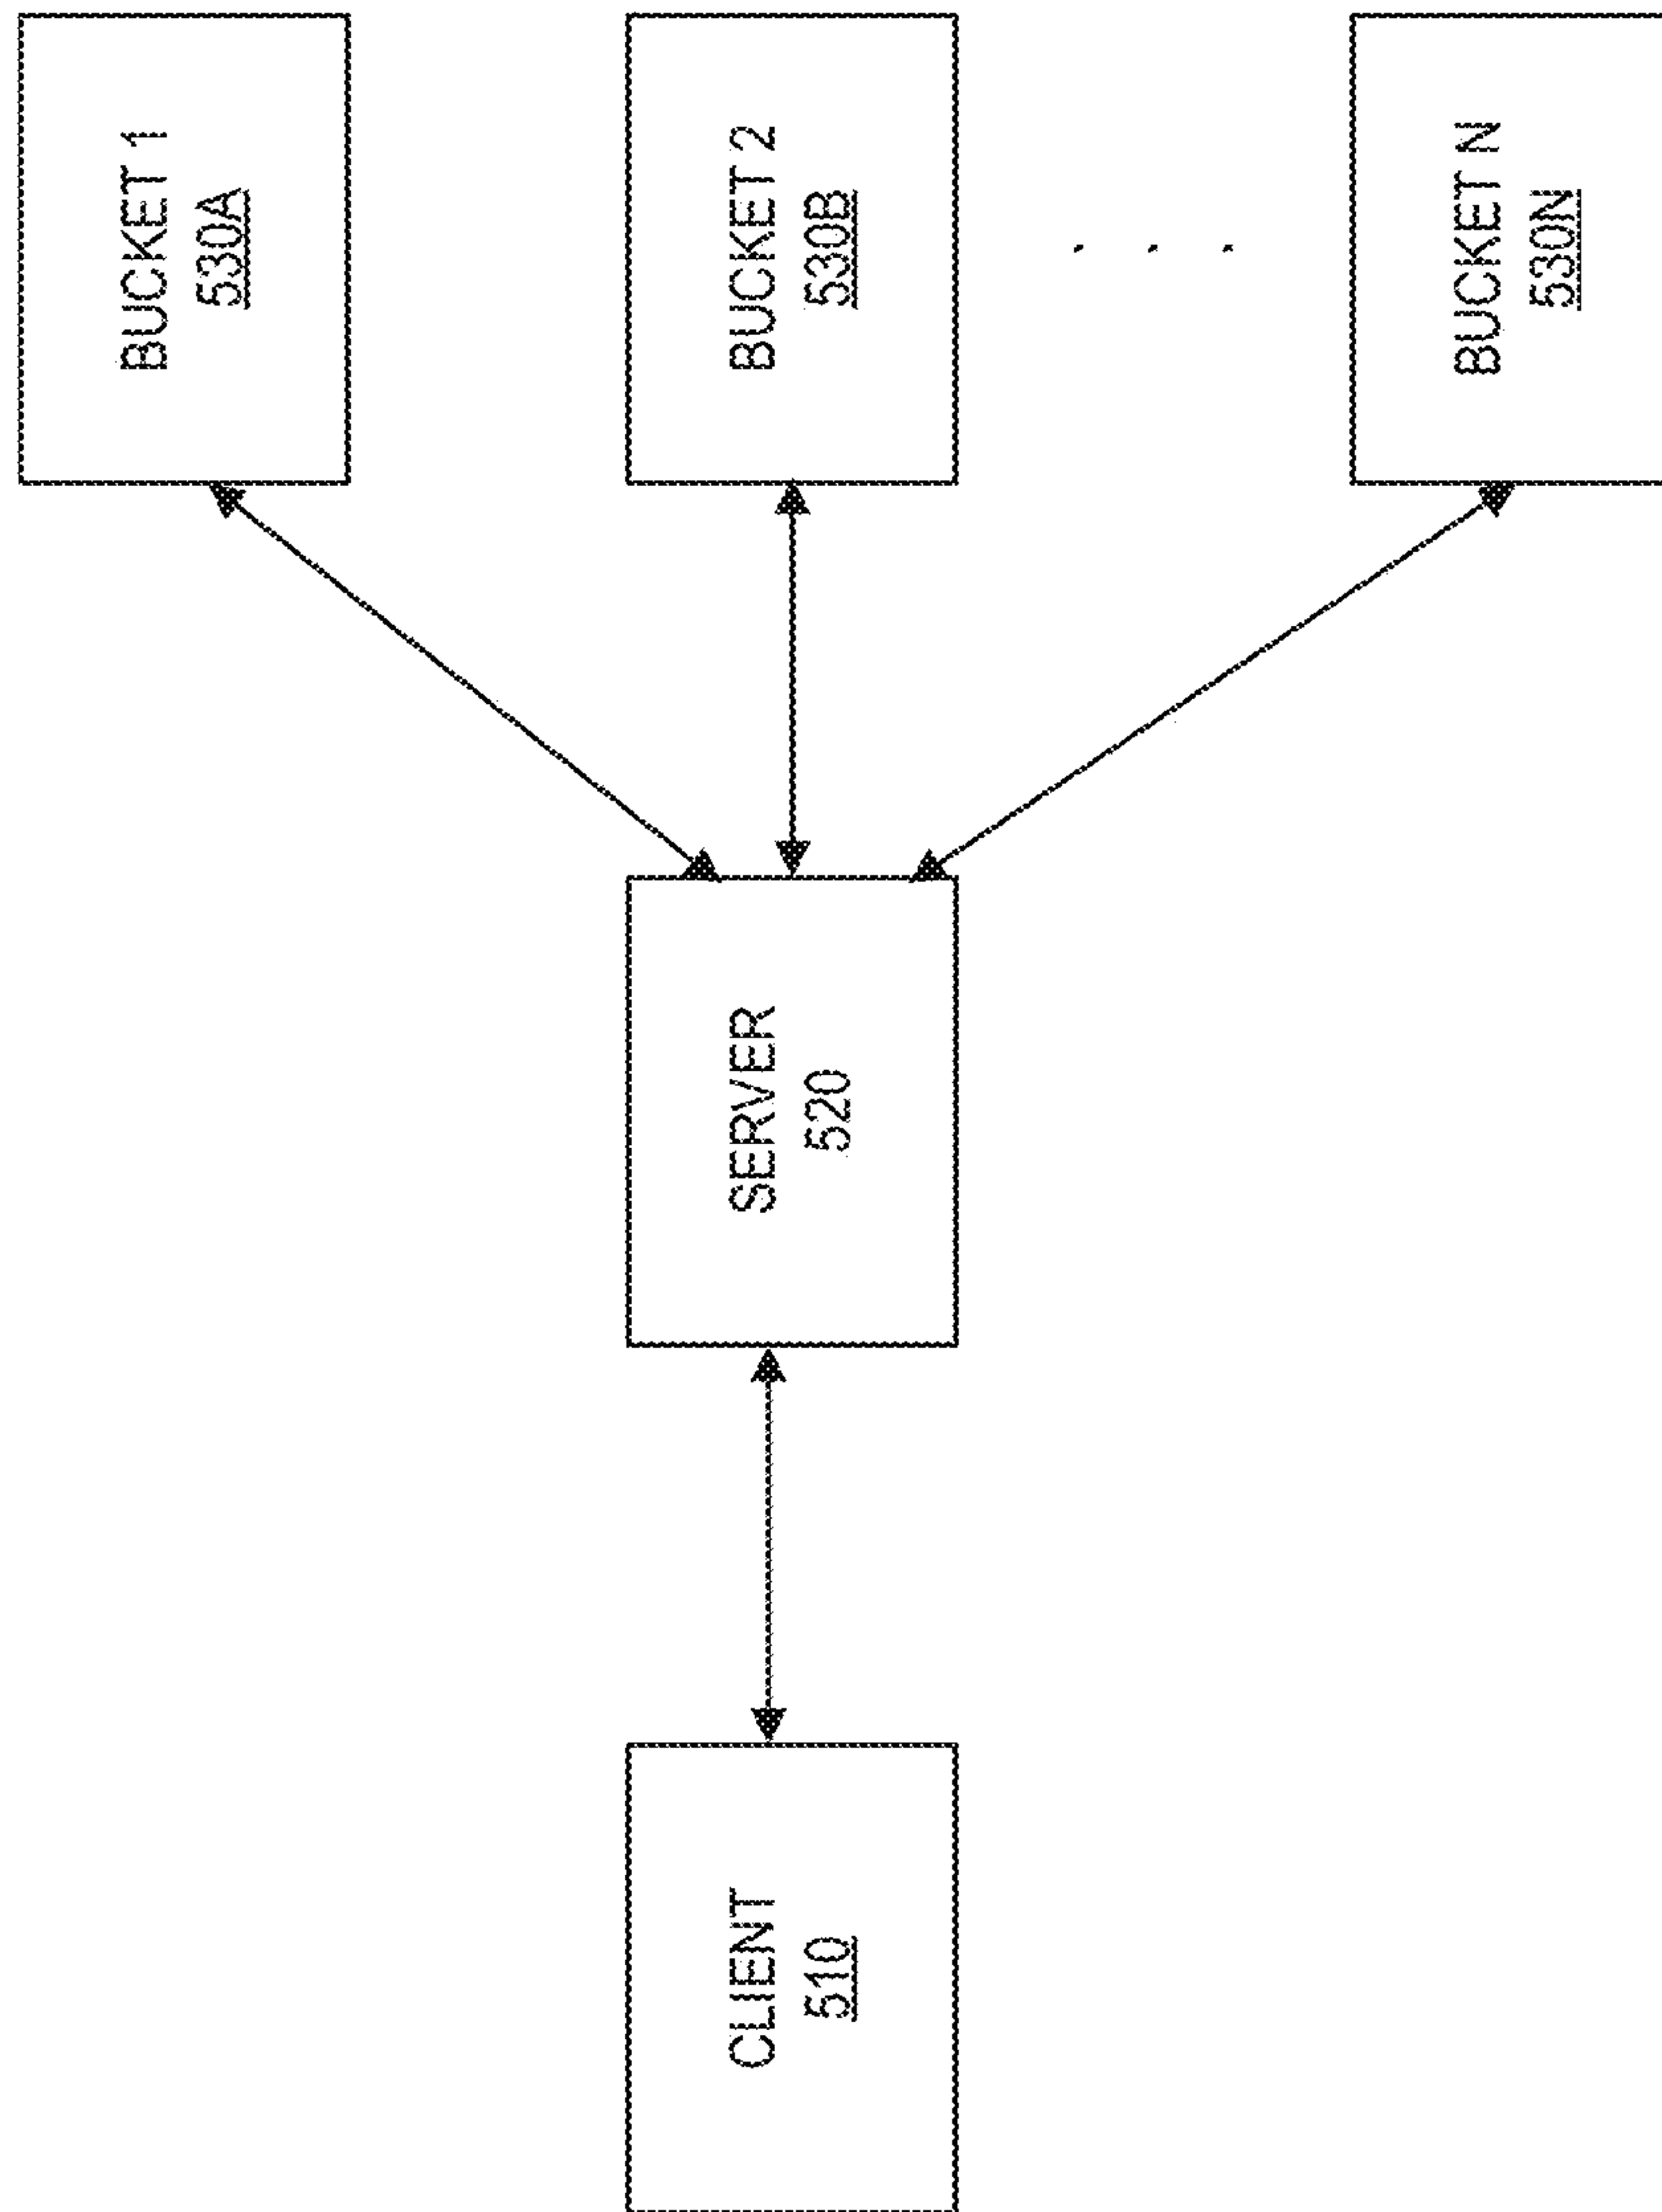 CLIENT
510
SERVER
520
BUCKET 1
530A
BUCKET 2
530B
. . .
BUCKET N
530N